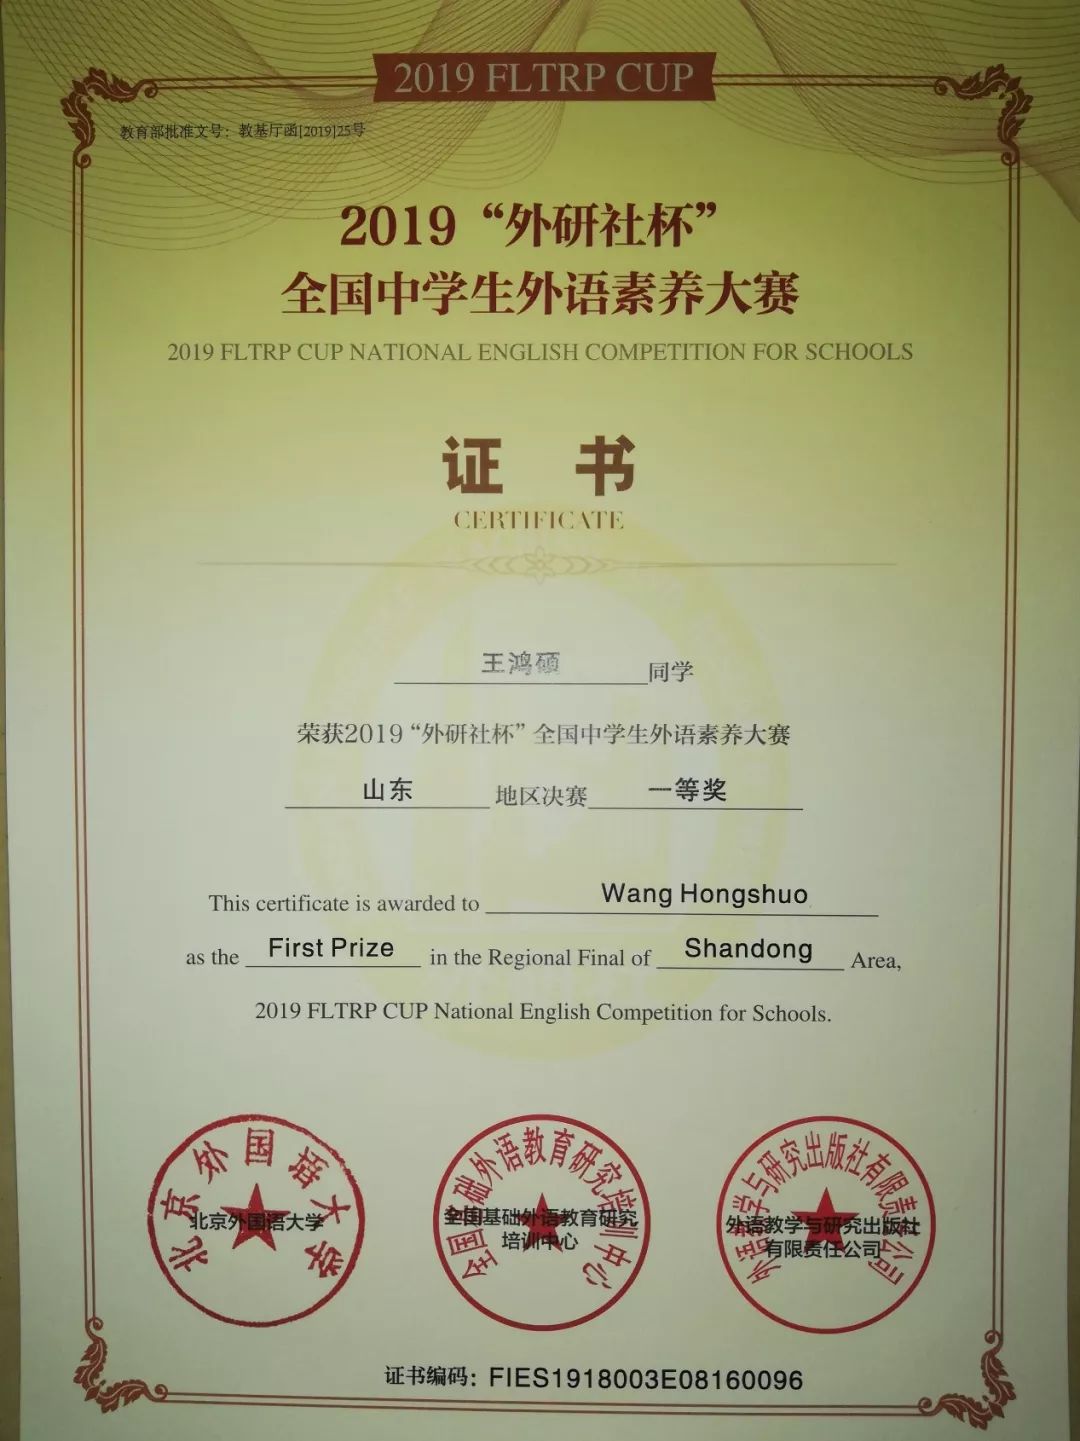 2019 FLTRP CUP
教育部批准文号：教基厅函[2019]25号
2019“外研社杯”
全国中学生外语素养大赛
2019 FLTRP CUP NATIONAL ENGLISH COMPETITION FOR SCHOOLS
证 书
CERTIFICATE
王鸿硕 同学
荣获2019“外研社杯”全国中学生外语素养大赛
山东 地区决赛 一等奖
This certificate is awarded to Wang Hongshuo
as the First Prize in the Regional Final of Shandong Area,
2019 FLTRP CUP National English Competition for Schools.
北京外国语大学
北京外国语大学
全国基础外语教育研究培训中心
全国基础外语教育研究
培训中心
外语教学与研究出版社有限责任公司
外语教学与研究出版社
有限责任公司
证书编码：FIES1918003E08160096